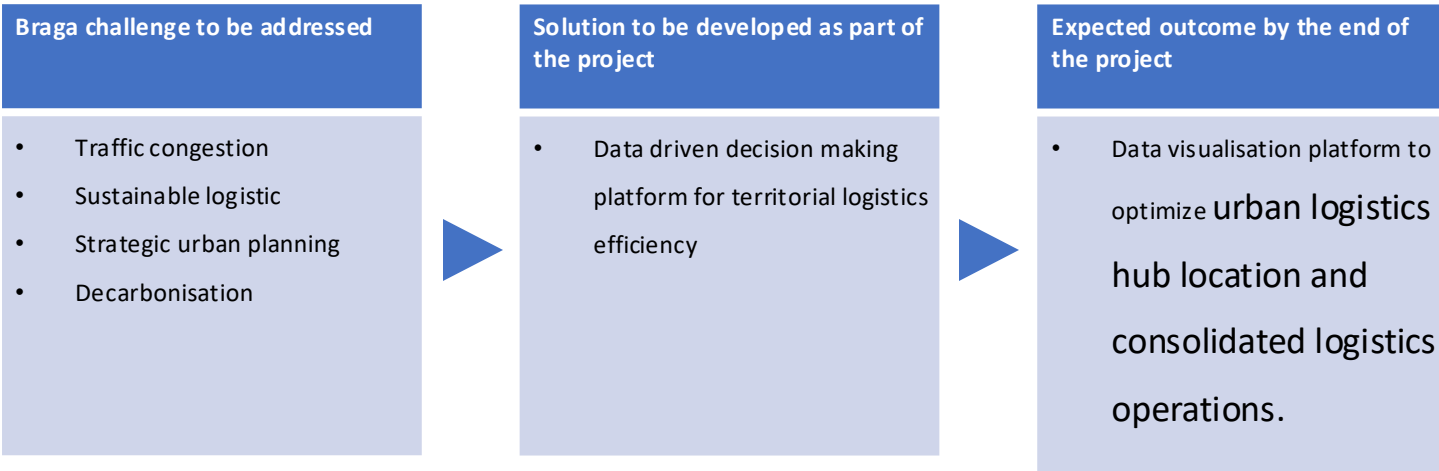 Braga challenge to be addressed
• Traffic congestion
• Sustainable logistic
• Strategic urban planning
• Decarbonisation
Solution to be developed as part of
the project
• Data driven decision making
platform for territorial logistics
efficiency
Expected outcome by the end of
the project
• Data visualisation platform to
optimize urban logistics
hub location and
consolidated logistics
operations.